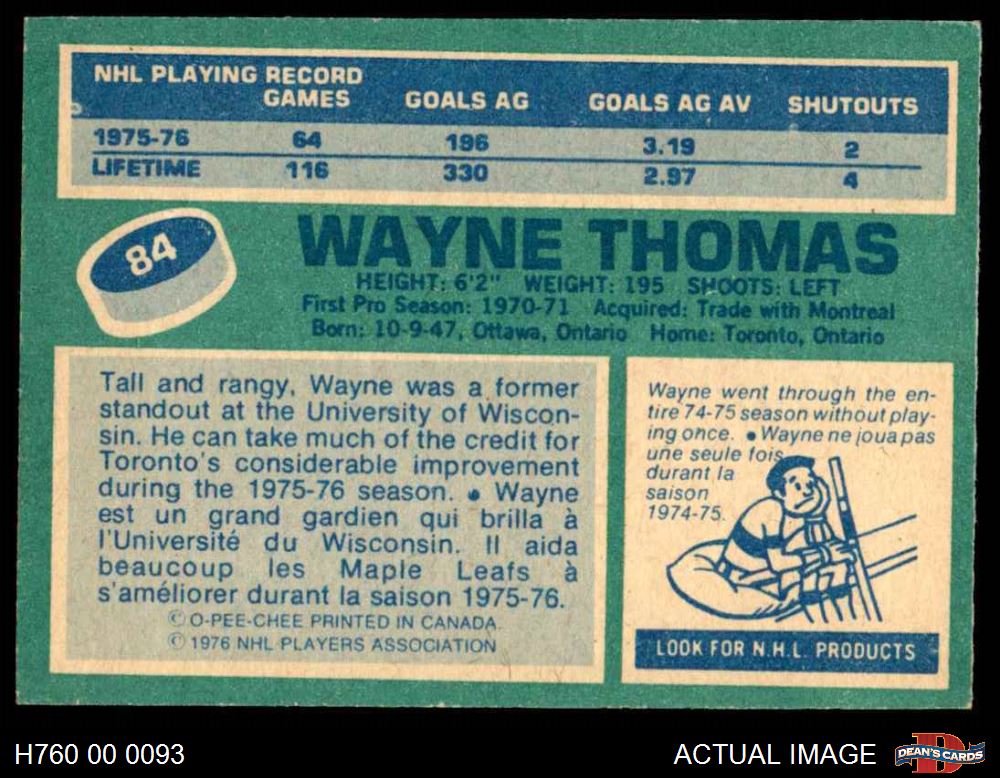 NHL PLAYING RECORD
GAMES GOALS AG GOALS AG AV SHUTOUTS
1975-76 64 196 3.19 2
LIFETIME 116 330 2.97 4
84
WAYNE THOMAS
HEIGHT: 6'2" WEIGHT: 195 SHOOTS: LEFT
First Pro Season: 1970-71 Acquired: Trade with Montreal
Born: 10-9-47, Ottawa, Ontario Home: Toronto, Ontario
Tall and rangy, Wayne was a former
standout at the University of Wiscon-
sin. He can take much of the credit for
Toronto's considerable improvement
during the 1975-76 season. ● Wayne
est un grand gardien qui brilla à
l'Université du Wisconsin. Il aida
beaucoup les Maple Leafs à
s'améliorer durant la saison 1975-76.
© O-PEE-CHEE PRINTED IN CANADA.
© 1976 NHL PLAYERS ASSOCIATION
Wayne went through the en-
tire 74-75 season without play-
ing once. ● Wayne ne joua pas
une seule fois
durant la
saison
1974-75.
LOOK FOR N.H.L. PRODUCTS
H760 00 0093
ACTUAL IMAGE
D
DEAN'S CARDS